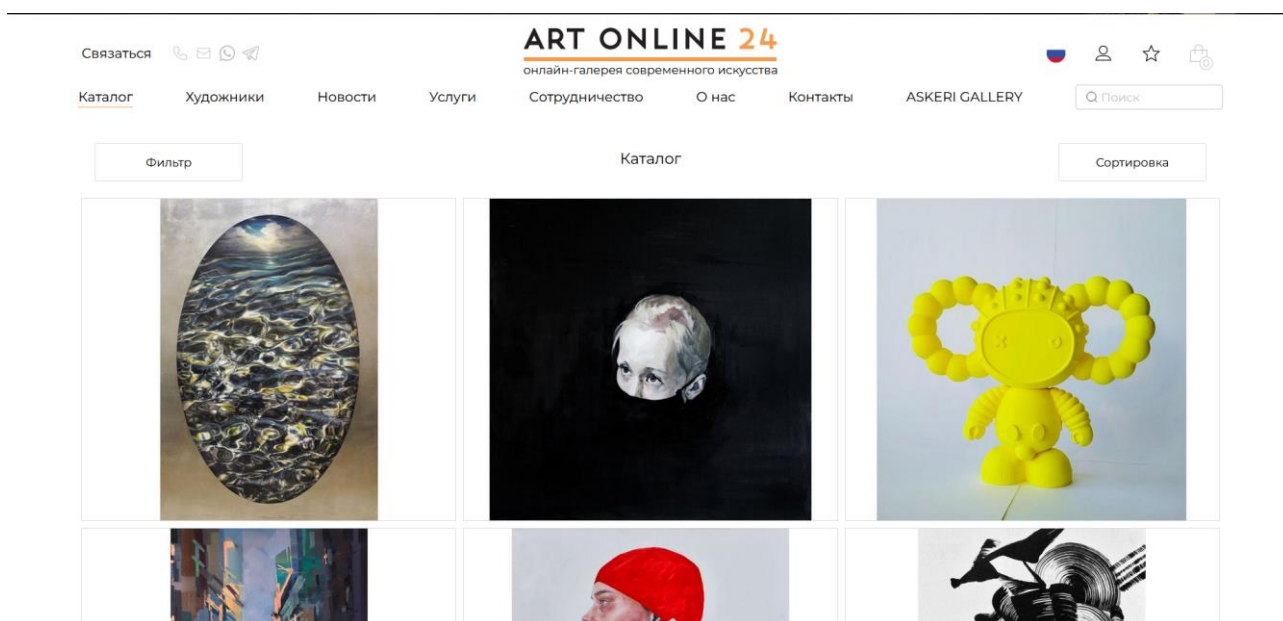 Связаться
ART ONLINE 24
онлайн-галерея современного искусства
0
Каталог Художники Новости Услуги Сотрудничество О нас Контакты ASKERI GALLERY Поиск
Фильтр Каталог Сортировка